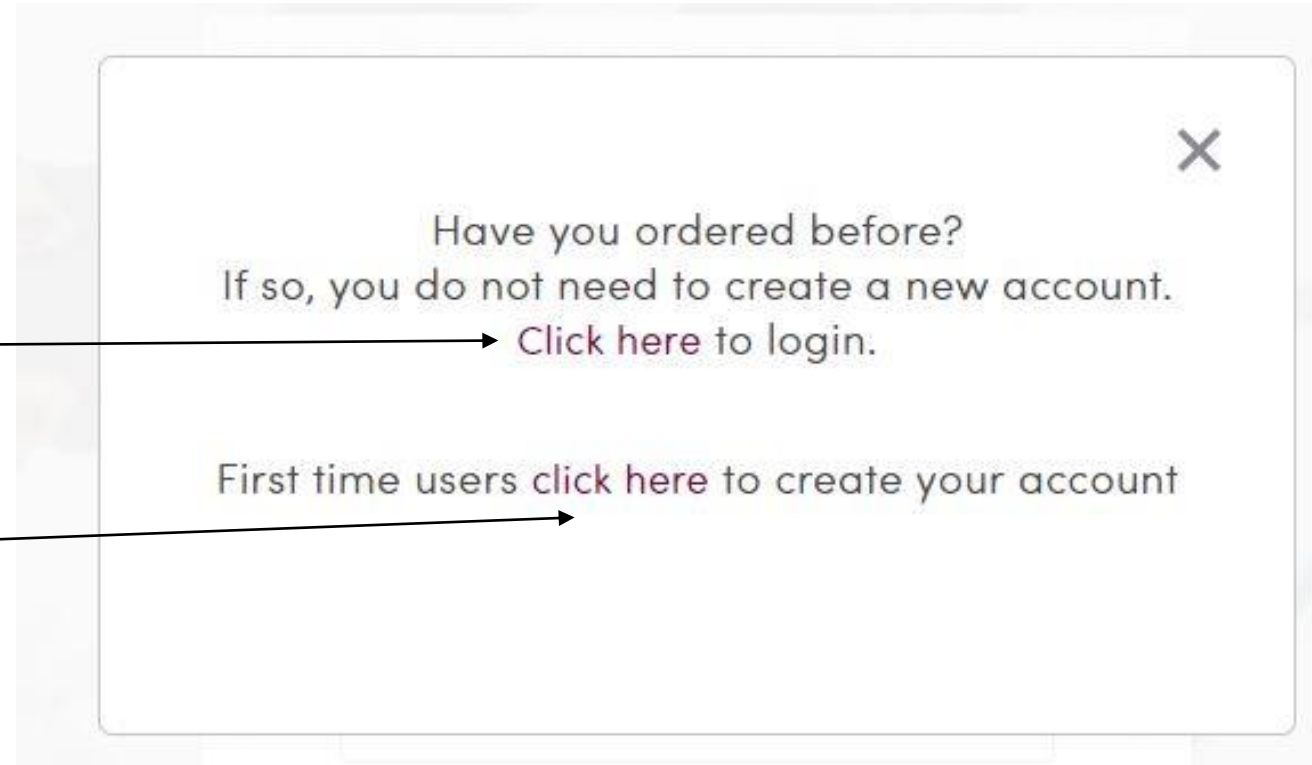 Have you ordered before?
If so, you do not need to create a new account.
Click here to login.
First time users click here to create your account